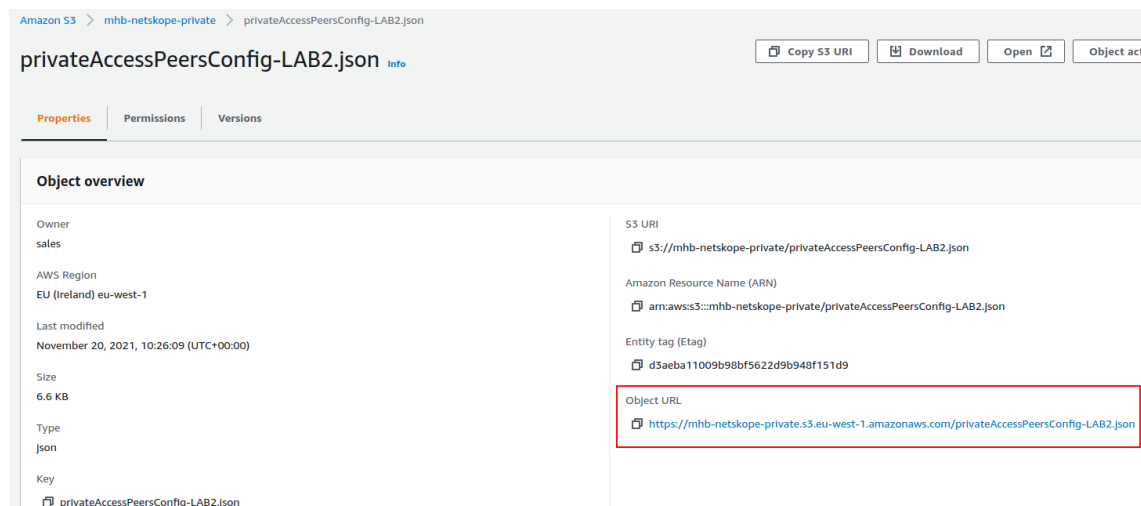 Amazon S3 > mhb-netskope-private > privateAccessPeersConfig-LAB2.json
privateAccessPeersConfig-LAB2.json Info
Copy S3 URI Download Open Object act
Properties Permissions Versions
Object overview
Owner
sales
AWS Region
EU (Ireland) eu-west-1
Last modified
November 20, 2021, 10:26:09 (UTC+00:00)
Size
6.6 KB
Type
json
Key
privateAccessPeersConfig-LAB2.json
S3 URI
s3://mhb-netskope-private/privateAccessPeersConfig-LAB2.json
Amazon Resource Name (ARN)
arn:aws:s3:::mhb-netskope-private/privateAccessPeersConfig-LAB2.json
Entity tag (Etag)
d3aeba11009b98bf5622d9b948f151d9
Object URL
https://mhb-netskope-private.s3.eu-west-1.amazonaws.com/privateAccessPeersConfig-LAB2.json